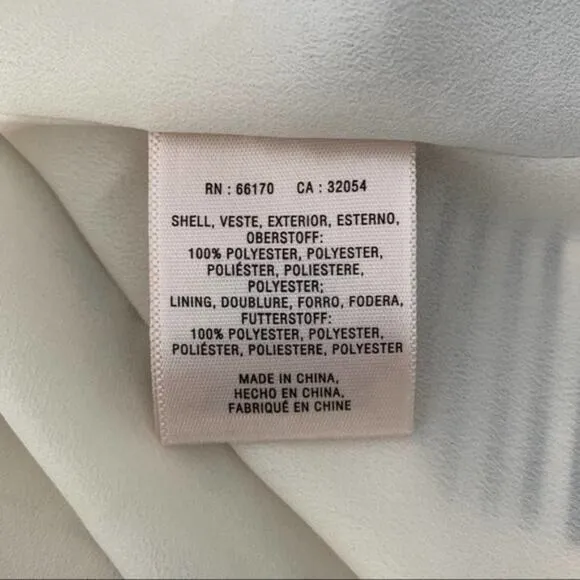 RN : 66170 CA : 32054
SHELL, VESTE, EXTERIOR, ESTERNO,
OBERSTOFF:
100% POLYESTER, POLYESTER,
POLIÉSTER, POLIESTERE,
POLYESTER;
LINING, DOUBLURE, FORRO, FODERA,
FUTTERSTOFF:
100% POLYESTER, POLYESTER,
POLIÉSTER, POLIESTERE, POLYESTER
MADE IN CHINA,
HECHO EN CHINA,
FABRIQUÉ EN CHINE